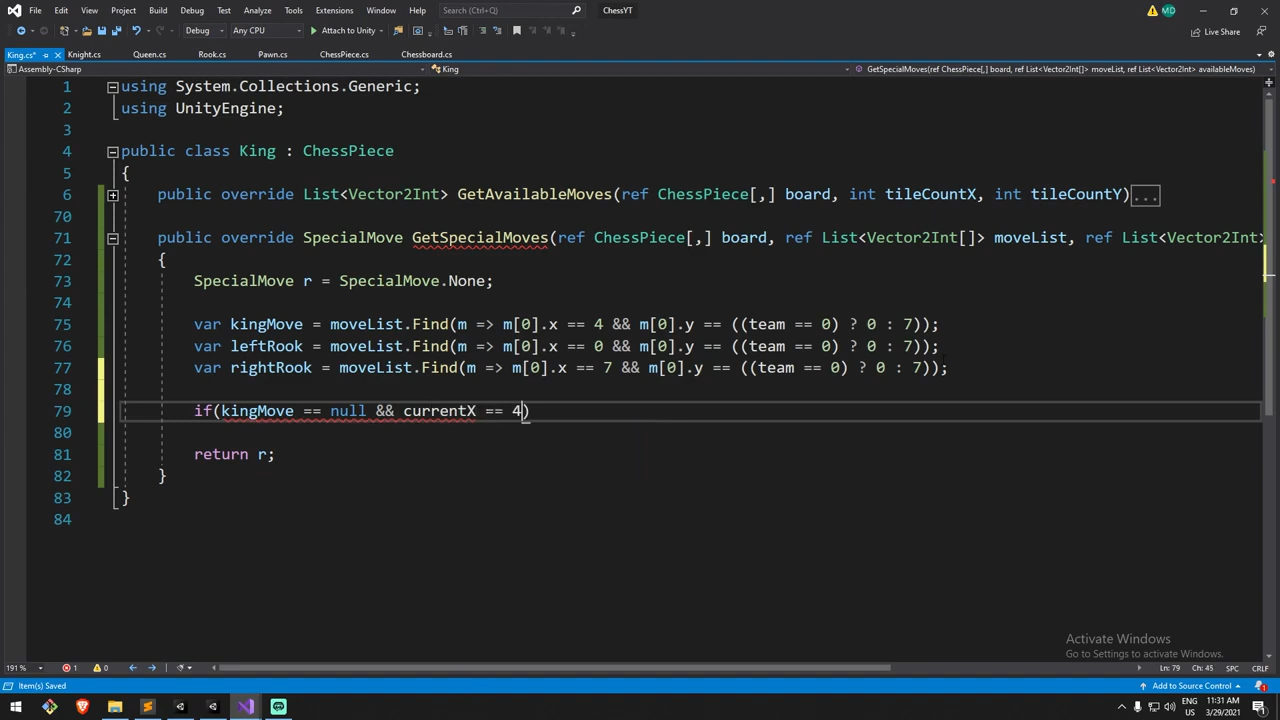 File Edit View Git Project Build Debug Test Analyze Tools Extensions Window Help Search (Ctrl+Q) ChessYT MD
Debug Any CPU Attach to Unity Live Share
King.cs* Knight.cs Queen.cs Rook.cs Pawn.cs ChessPiece.cs Chessboard.cs
Assembly-CSharp King GetSpecialMoves(ref ChessPiece[,] board, ref List<Vector2Int[]> moveList, ref List<Vector2Int> availableMoves)
1 using System.Collections.Generic;
2 using UnityEngine;
3
4 public class King : ChessPiece
5 {
6 public override List<Vector2Int> GetAvailableMoves(ref ChessPiece[,] board, int tileCountX, int tileCountY)...
70
71 public override SpecialMove GetSpecialMoves(ref ChessPiece[,] board, ref List<Vector2Int[]> moveList, ref List<Vector2Int>
72 {
73 SpecialMove r = SpecialMove.None;
74
75 var kingMove = moveList.Find(m => m[0].x == 4 && m[0].y == ((team == 0) ? 0 : 7));
76 var leftRook = moveList.Find(m => m[0].x == 0 && m[0].y == ((team == 0) ? 0 : 7));
77 var rightRook = moveList.Find(m => m[0].x == 7 && m[0].y == ((team == 0) ? 0 : 7));
78
79 if(kingMove == null && currentX == 4)
80
81 return r;
82 }
83 }
84
Activate Windows
Go to Settings to activate Windows.
191 % 1 0 Ln: 79 Ch: 45 SPC CRLF
Item(s) Saved Add to Source Control 1
ENG US 11:31 AM 3/29/2021 1